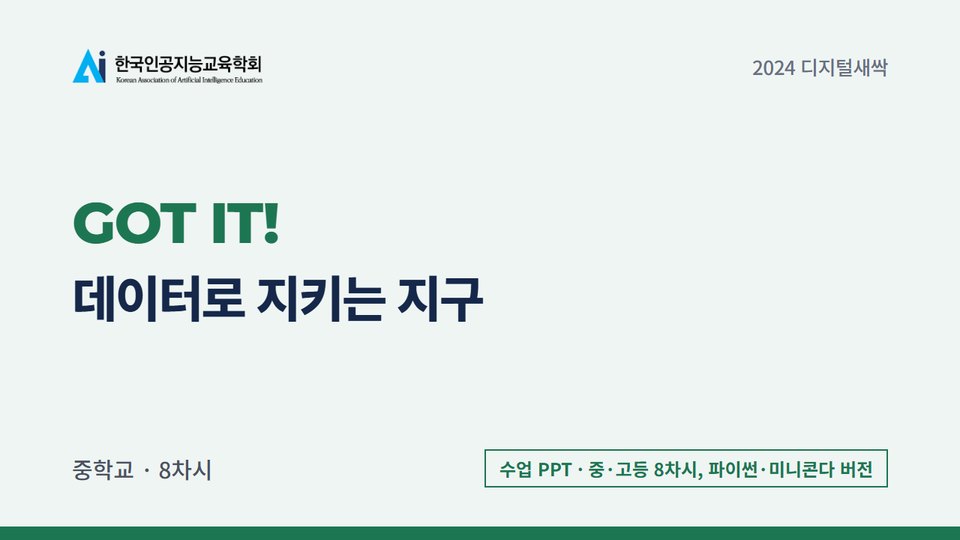 한국인공지능교육학회
Korean Association of Artificial Intelligence Education
2024 디지털새싹
GOT IT!
데이터로 지키는 지구
중학교 · 8차시
수업 PPT · 중·고등 8차시, 파이썬·미니콘다 버전